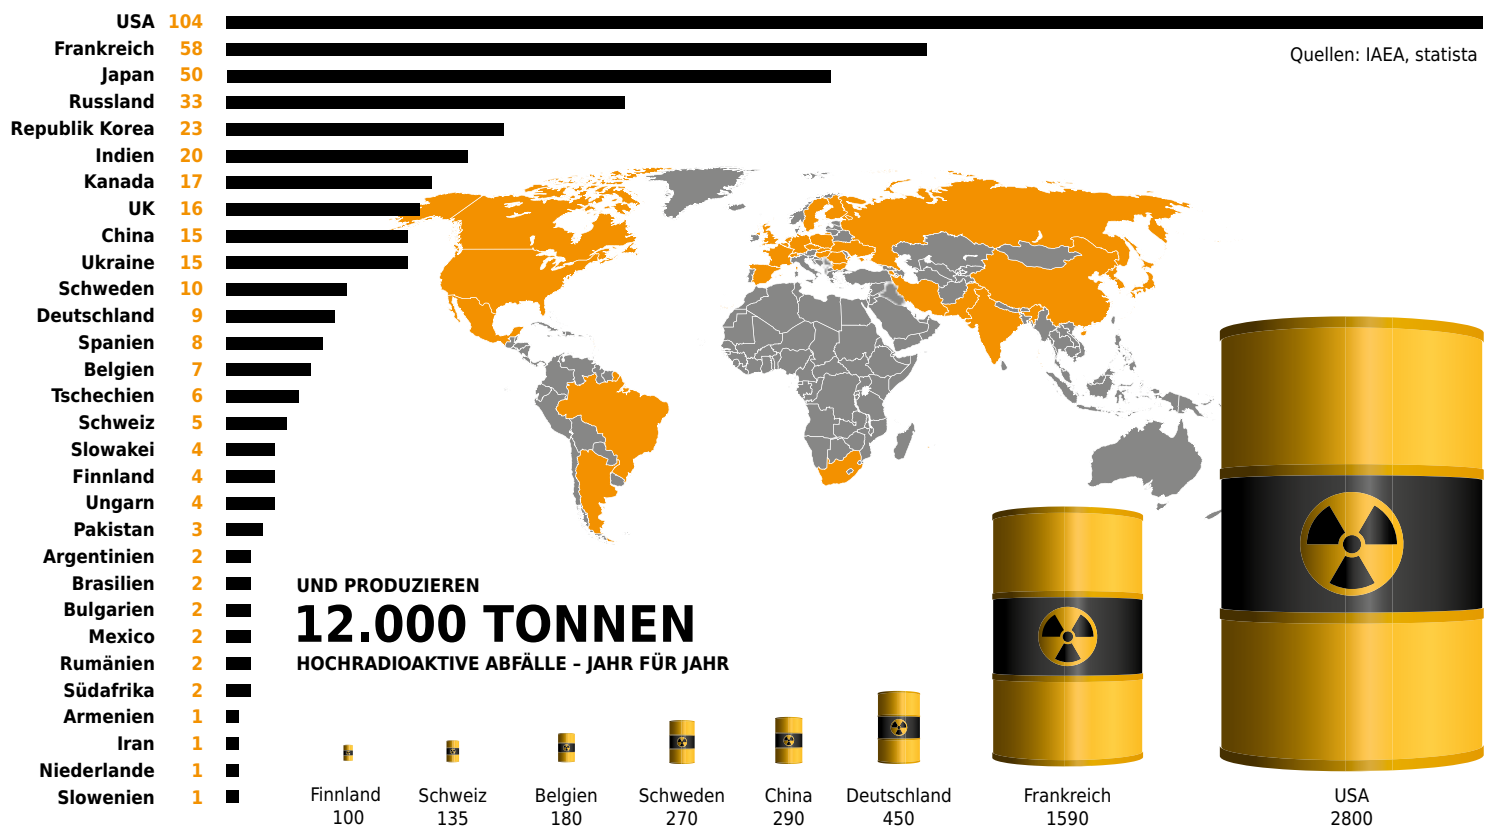 USA 104
Frankreich 58
Quellen: IAEA, statista
Japan 50
Russland 33
Republik Korea 23
Indien 20
Kanada 17
UK 16
China 15
Ukraine 15
Schweden 10
Deutschland 9
Spanien 8
Belgien 7
Tschechien 6
Schweiz 5
Slowakei 4
Finnland 4
Ungarn 4
Pakistan 3
Argentinien 2
Brasilien 2
Bulgarien 2
Mexico 2
Rumänien 2
Südafrika 2
Armenien 1
Iran 1
Niederlande 1
Slowenien 1
UND PRODUZIEREN
12.000 TONNEN
HOCHRADIOAKTIVE ABFÄLLE – JAHR FÜR JAHR
Finnland Schweiz Belgien Schweden China Deutschland Frankreich USA
100 135 180 270 290 450 1590 2800